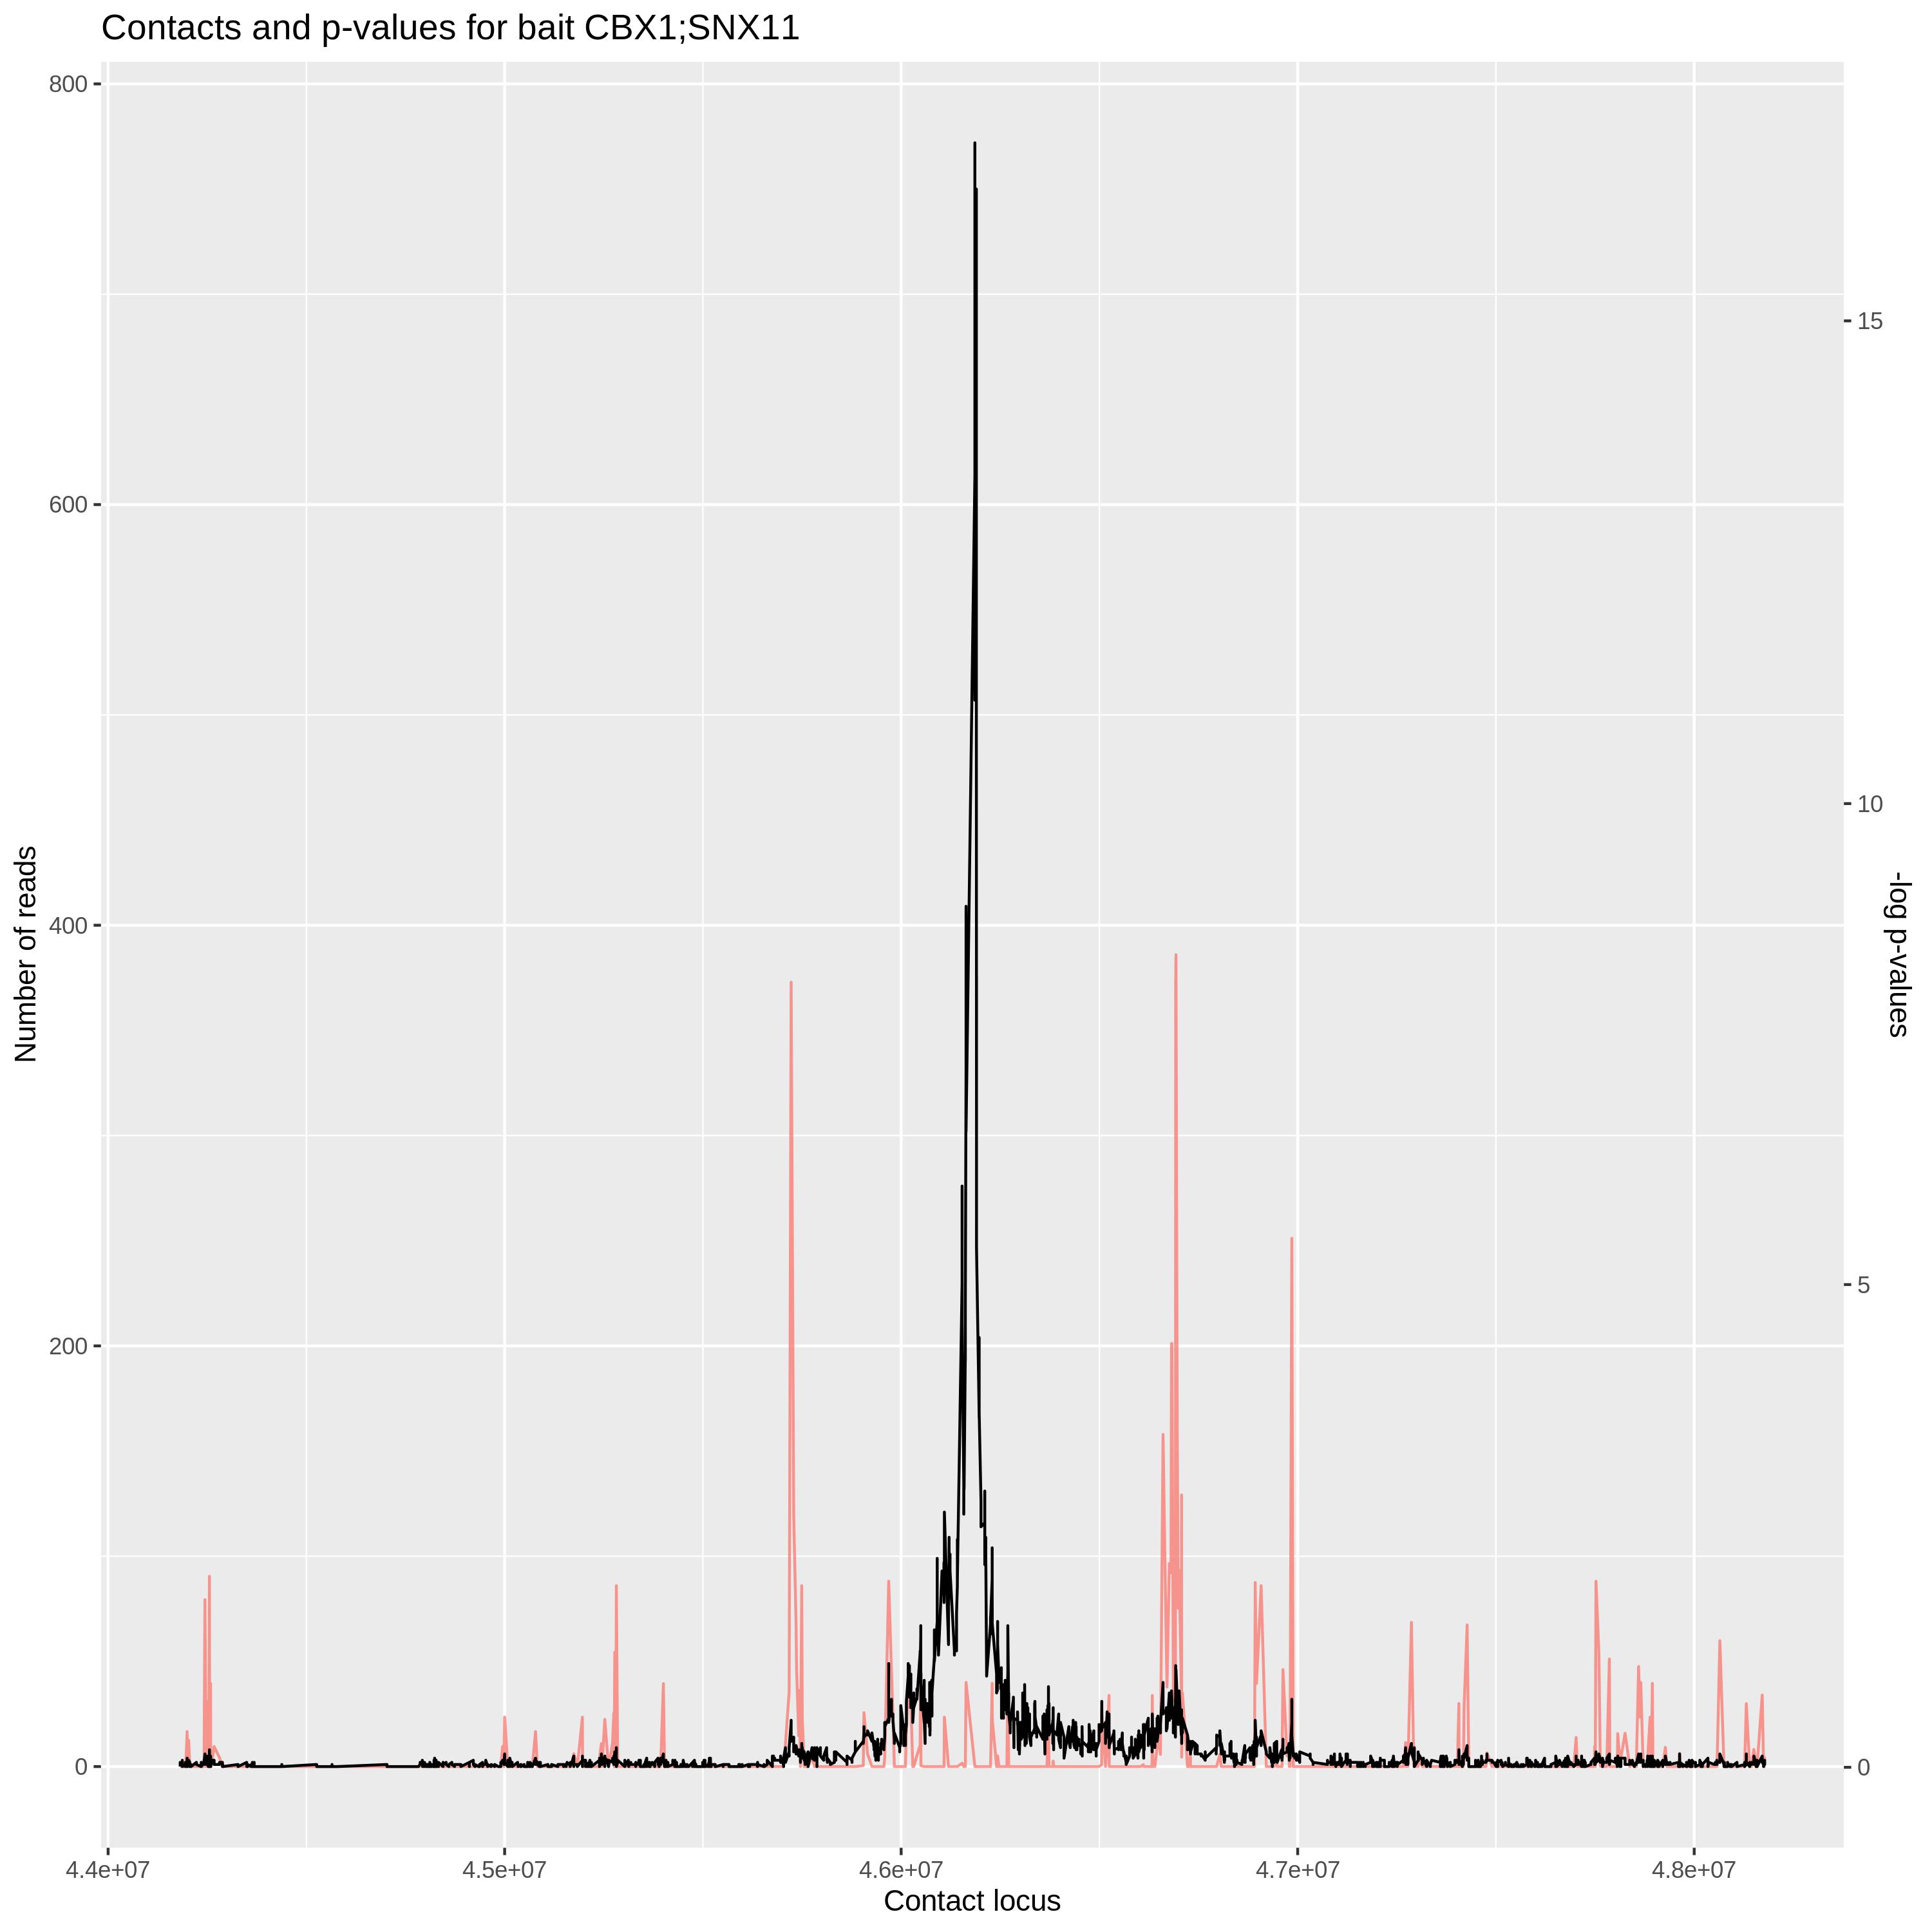 Contacts and p-values for bait CBX1;SNX11
800
600
400
200
0
Number of reads
15
10
5
0
-log p-values
4.4e+07 4.5e+07 4.6e+07 4.7e+07 4.8e+07
Contact locus